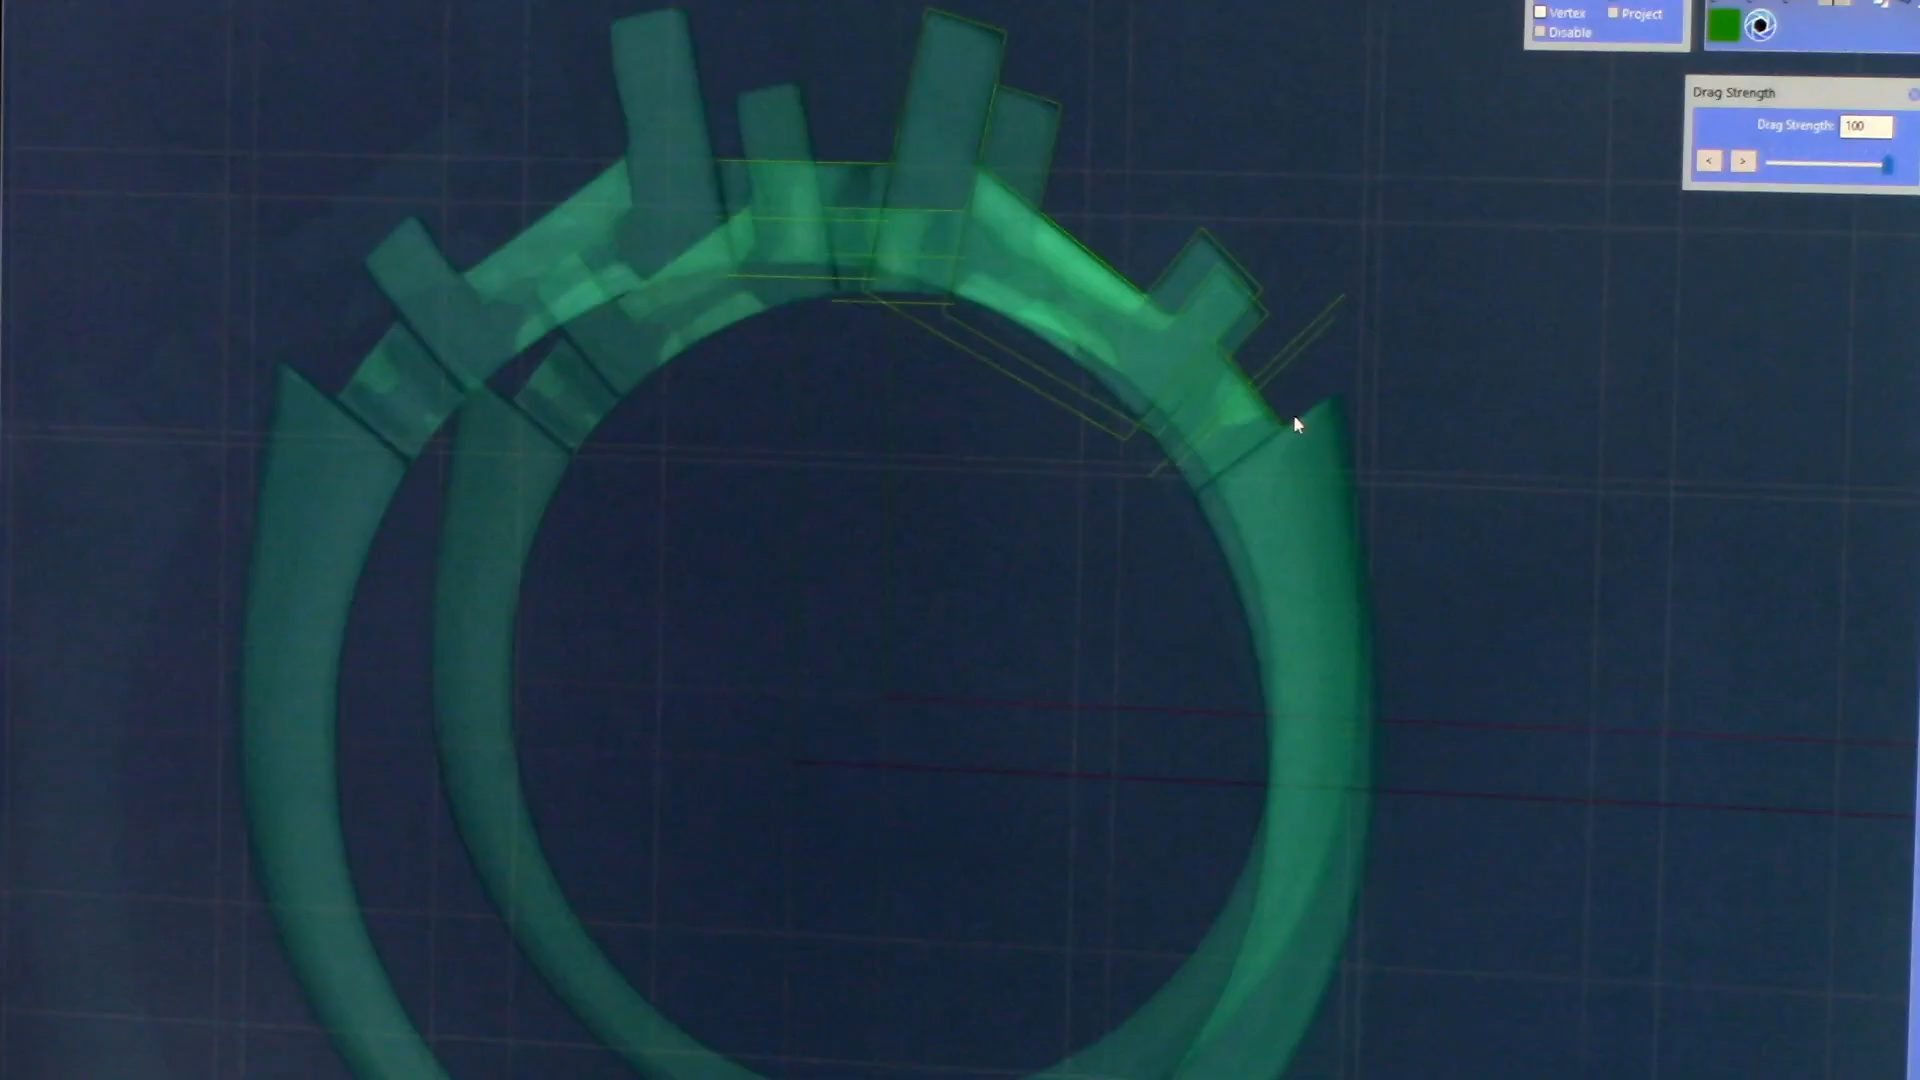 Vertex
Project
Disable
Drag Strength
Drag Strength: 100
< >